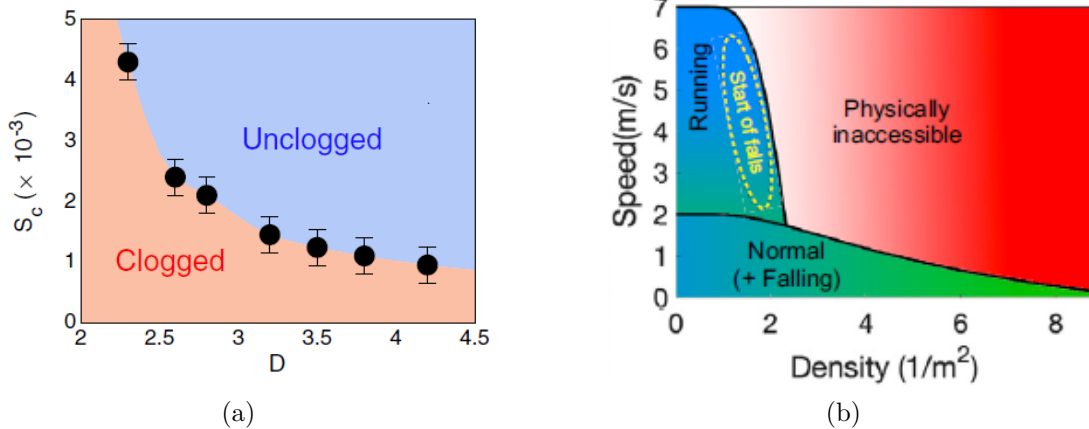 5
4
3
2
1
0
S_c (× 10⁻³)
Unclogged
Clogged
2
2.5
3
3.5
4
4.5
D
(a)
7
6
5
4
3
2
1
0
Speed(m/s)
Running
Start of falls
Physically
inaccessible
Normal
(+ Falling)
0
2
4
6
8
Density (1/m²)
(b)